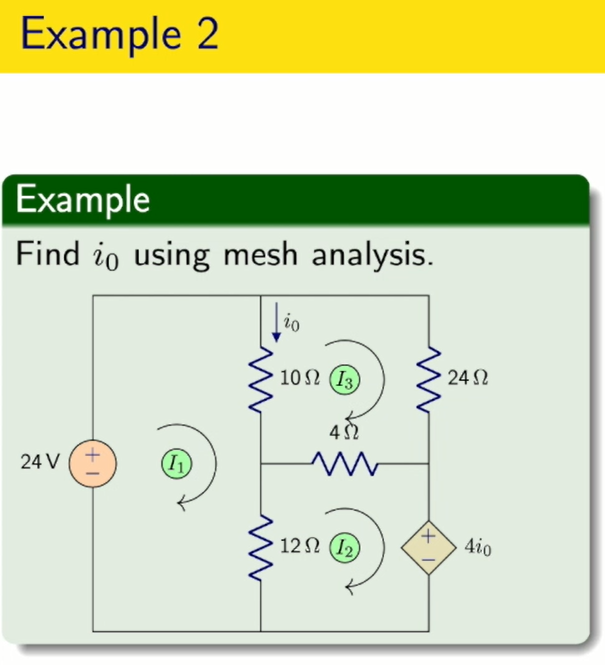 Example 2
Example
Find i₀ using mesh analysis.
i₀
10 Ω I₃ 24 Ω
4 Ω
24 V + − I₁
12 Ω I₂ + − 4i₀